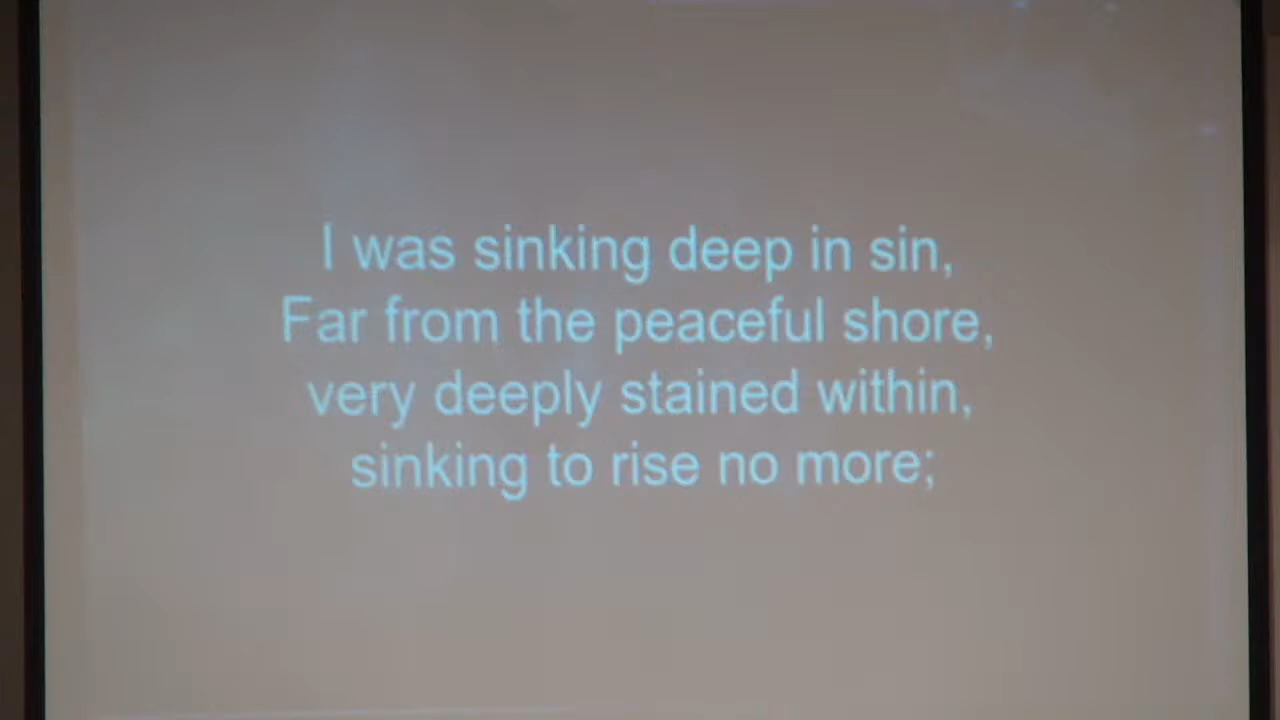 I was sinking deep in sin,
Far from the peaceful shore,
very deeply stained within,
sinking to rise no more;